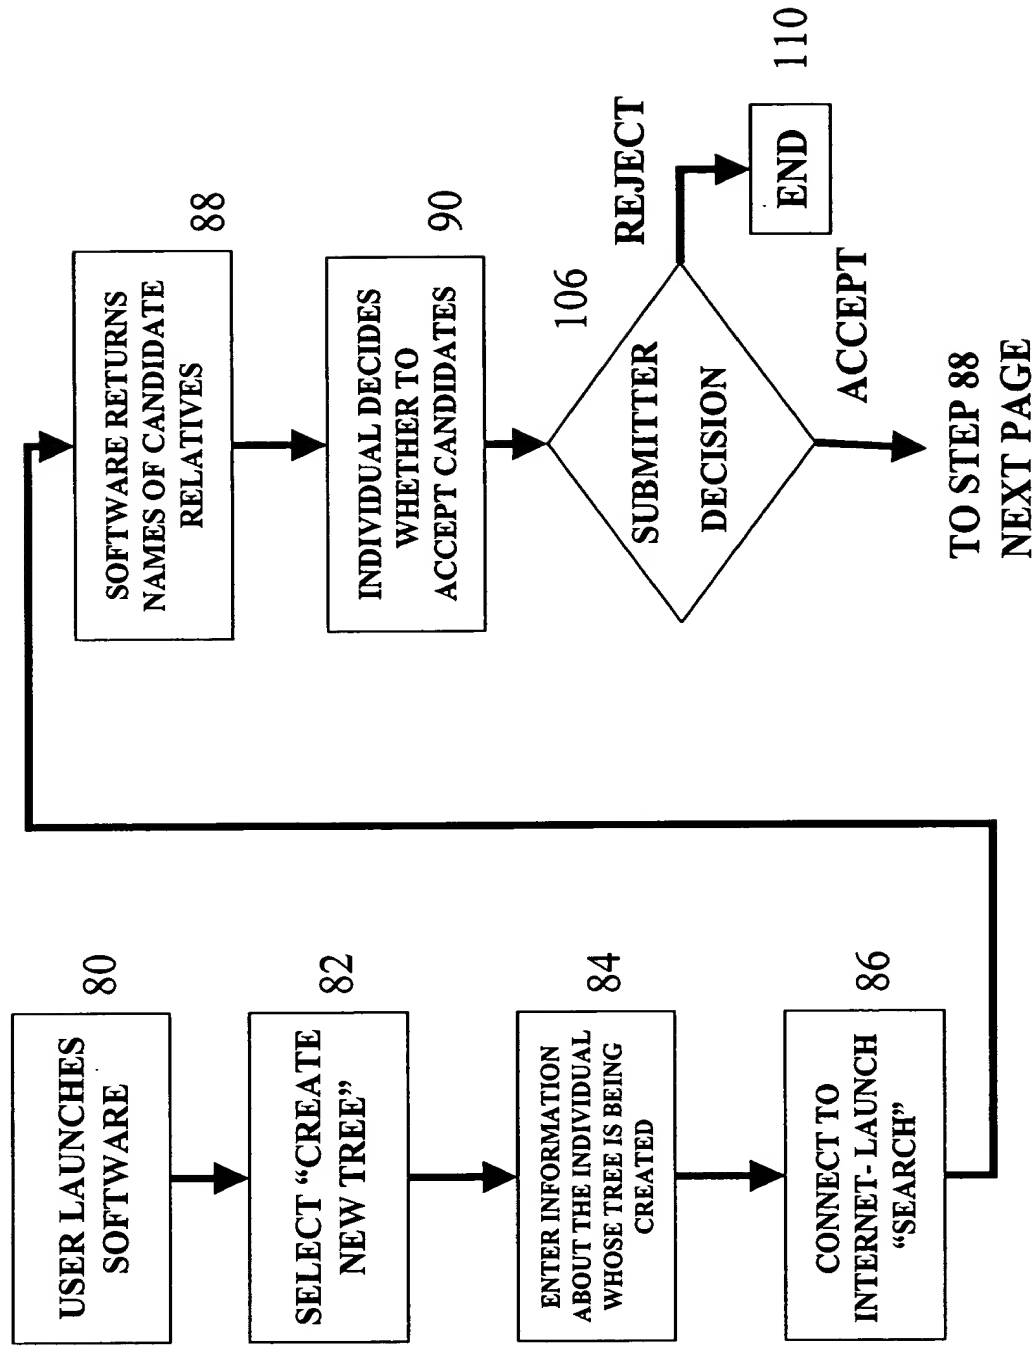 USER LAUNCHES
SOFTWARE
80
SELECT “CREATE
NEW TREE”
82
ENTER INFORMATION
ABOUT THE INDIVIDUAL
WHOSE TREE IS BEING
CREATED
84
CONNECT TO
INTERNET- LAUNCH
“SEARCH”
86
SOFTWARE RETURNS
NAMES OF CANDIDATE
RELATIVES
88
INDIVIDUAL DECIDES
WHETHER TO
ACCEPT CANDIDATES
90
SUBMITTER
DECISION
106
REJECT
END
110
ACCEPT
TO STEP 88
NEXT PAGE